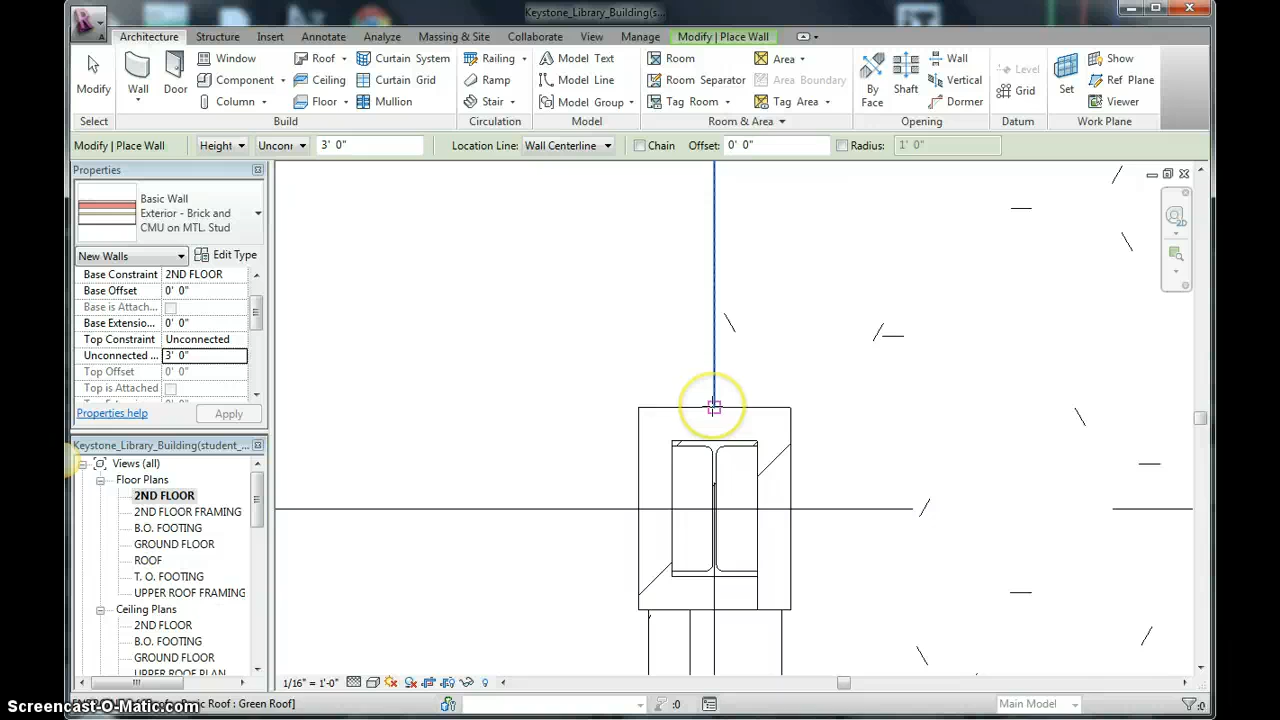 Keystone_Library_Building(s...
Architecture Structure Insert Annotate Analyze Massing & Site Collaborate View Manage Modify | Place Wall
Modify Wall Door Window Component Column Roof Ceiling Floor Curtain System Curtain Grid Mullion Railing Ramp Stair Model Text Model Line Model Group Room Room Separator Tag Room Area Area Boundary Tag Area By Face Shaft Wall Vertical Dormer Level Grid Set Show Ref Plane Viewer
Select Build Circulation Model Room & Area Opening Datum Work Plane
Modify | Place Wall Height Unconi 3' 0" Location Line: Wall Centerline Chain Offset: 0' 0" Radius: 1' 0"
Properties
Basic Wall
Exterior - Brick and
CMU on MTL. Stud
New Walls Edit Type
Base Constraint 2ND FLOOR
Base Offset 0' 0"
Base is Attach...
Base Extensio... 0' 0"
Top Constraint Unconnected
Unconnected ... 3' 0"
Top Offset 0' 0"
Top is Attached
Properties help Apply
Keystone_Library_Building(student_...
Views (all)
Floor Plans
2ND FLOOR
2ND FLOOR FRAMING
B.O. FOOTING
GROUND FLOOR
ROOF
T. O. FOOTING
UPPER ROOF FRAMING
Ceiling Plans
2ND FLOOR
B.O. FOOTING
GROUND FLOOR
UPPER ROOF PLAN
1/16" = 1'-0"
Roof : Green Roof] :0 Main Model :0
Screencast-O-Matic.com
2D